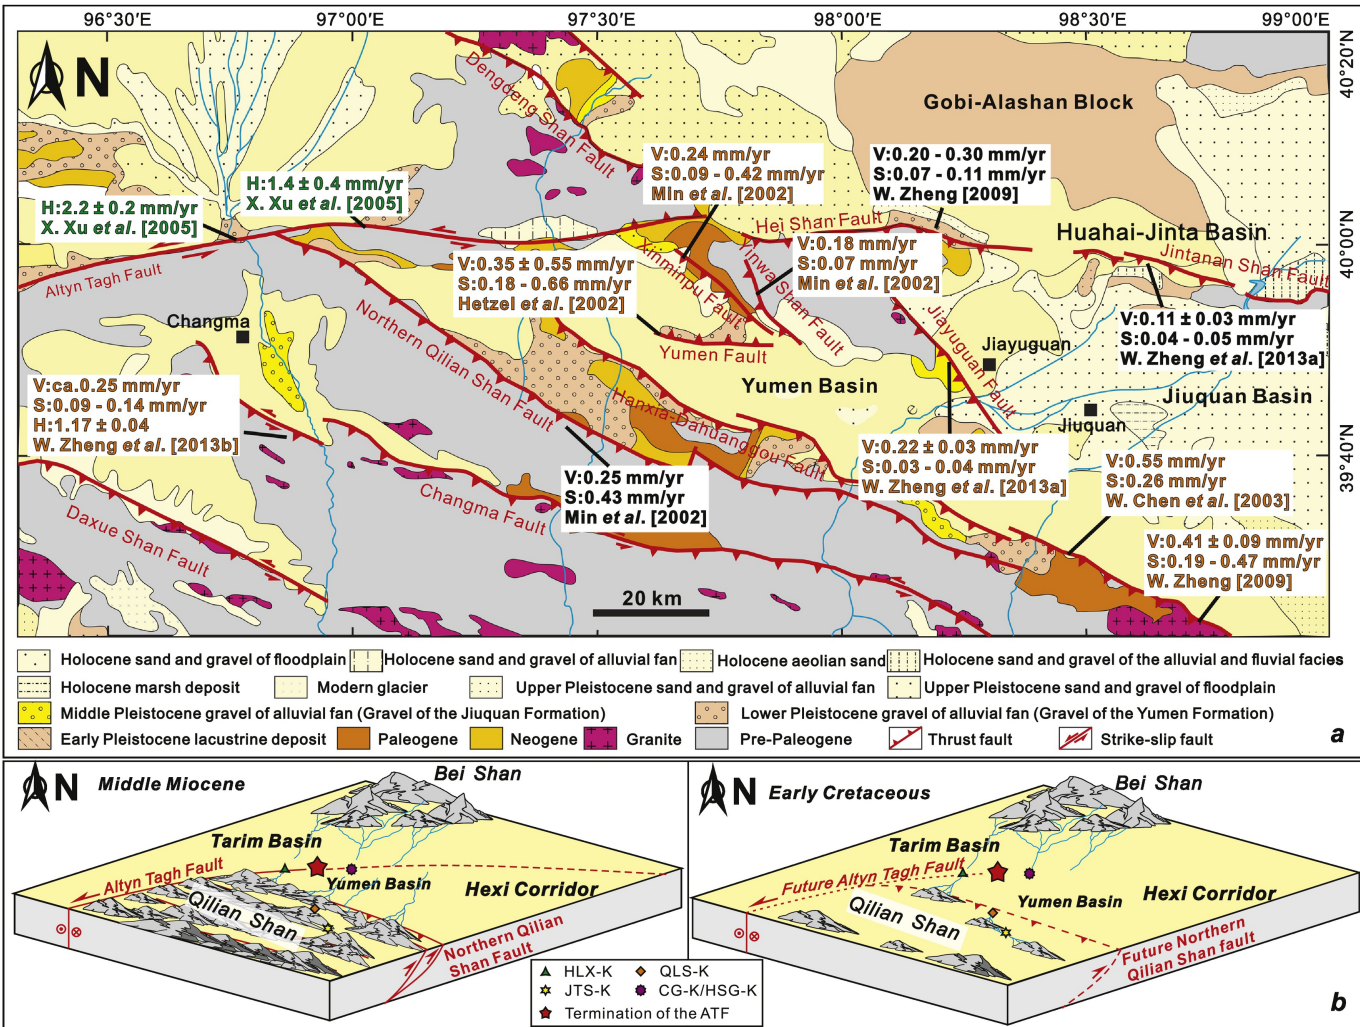 96°3'0"E
97°00'E
97°3'0"E
98°00'E
98°3'0"E
99°00'E
40°20'N
40°00'N
39°40'N
N
Dengdeng Shan Fault
Gobi-Alashan Block
V:0.24 mm/yr
S:0.09 - 0.42 mm/yr
Min et al. [2002]
V:0.20 - 0.30 mm/yr
S:0.07 - 0.11 mm/yr
W. Zheng [2009]
H:1.4 ± 0.4 mm/yr
X. Xu et al. [2005]
H:2.2 ± 0.2 mm/yr
X. Xu et al. [2005]
Hei Shan Fault
Huahai-Jinta Basin
Jintanan Shan Fault
V:0.18 mm/yr
S:0.07 mm/yr
Min et al. [2002]
V:0.35 ± 0.55 mm/yr
S:0.18 - 0.66 mm/yr
Hetzel et al. [2002]
Altyn Tagh Fault
Xinminpu Fault
Yinwa Shan Fault
Changma
Northern Qilian Shan Fault
Yumen Fault
Jiayuguan Fault
Jiayuguan
V:0.11 ± 0.03 mm/yr
S:0.04 - 0.05 mm/yr
W. Zheng et al. [2013a]
Yumen Basin
Jiuquan Basin
Jiuquan
V:ca.0.25 mm/yr
S:0.09 - 0.14 mm/yr
H:1.17 ± 0.04
W. Zheng et al. [2013b]
Hanxia-Dahuanggou Fault
V:0.22 ± 0.03 mm/yr
S:0.03 - 0.04 mm/yr
W. Zheng et al. [2013a]
V:0.55 mm/yr
S:0.26 mm/yr
W. Chen et al. [2003]
V:0.25 mm/yr
S:0.43 mm/yr
Min et al. [2002]
Changma Fault
Daxue Shan Fault
V:0.41 ± 0.09 mm/yr
S:0.19 - 0.47 mm/yr
W. Zheng [2009]
20 km
Holocene sand and gravel of floodplain
Holocene sand and gravel of alluvial fan
Holocene aeolian sand
Holocene sand and gravel of the alluvial and fluvial facies
Holocene marsh deposit
Modern glacier
Upper Pleistocene sand and gravel of alluvial fan
Upper Pleistocene sand and gravel of floodplain
Middle Pleistocene gravel of alluvial fan (Gravel of the Jiuquan Formation)
Lower Pleistocene gravel of alluvial fan (Gravel of the Yumen Formation)
Early Pleistocene lacustrine deposit
Paleogene
Neogene
Granite
Pre-Paleogene
Thrust fault
Strike-slip fault
a
N
Middle Miocene
Bei Shan
Tarim Basin
Altyn Tagh Fault
Yumen Basin
Hexi Corridor
Qilian Shan
Northern Qilian
Shan Fault
N
Early Cretaceous
Bei Shan
Tarim Basin
Future Altyn Tagh Fault
Yumen Basin
Hexi Corridor
Qilian Shan
Future Northern
Qilian Shan fault
HLX-K
QLS-K
JTS-K
CG-K/HSG-K
Termination of the ATF
b